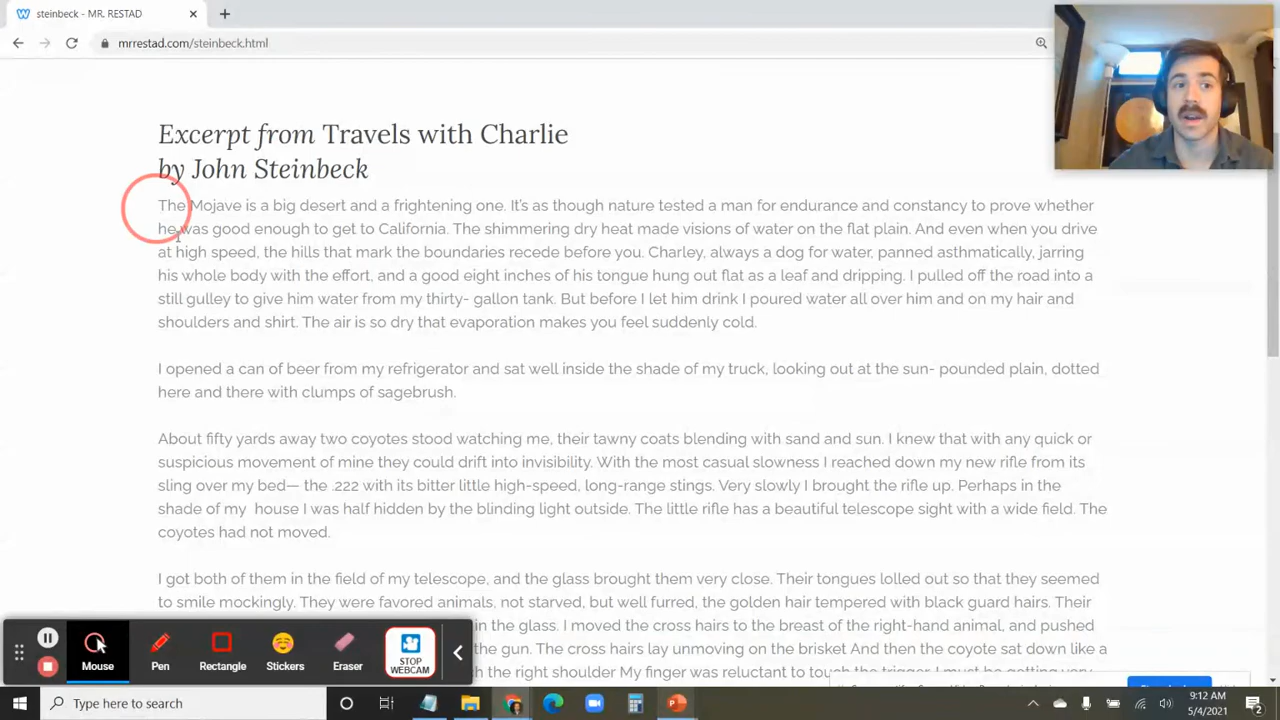 steinbeck - MR. RESTAD
mrrestad.com/steinbeck.html
Excerpt from Travels with Charlie
by John Steinbeck
The Mojave is a big desert and a frightening one. It's as though nature tested a man for endurance and constancy to prove whether
he was good enough to get to California. The shimmering dry heat made visions of water on the flat plain. And even when you drive
at high speed, the hills that mark the boundaries recede before you. Charley, always a dog for water, panned asthmatically, jarring
his whole body with the effort, and a good eight inches of his tongue hung out flat as a leaf and dripping. I pulled off the road into a
still gulley to give him water from my thirty- gallon tank. But before I let him drink I poured water all over him and on my hair and
shoulders and shirt. The air is so dry that evaporation makes you feel suddenly cold.
I opened a can of beer from my refrigerator and sat well inside the shade of my truck, looking out at the sun- pounded plain, dotted
here and there with clumps of sagebrush.
About fifty yards away two coyotes stood watching me, their tawny coats blending with sand and sun. I knew that with any quick or
suspicious movement of mine they could drift into invisibility. With the most casual slowness I reached down my new rifle from its
sling over my bed— the .222 with its bitter little high-speed, long-range stings. Very slowly I brought the rifle up. Perhaps in the
shade of my house I was half hidden by the blinding light outside. The little rifle has a beautiful telescope sight with a wide field. The
coyotes had not moved.
I got both of them in the field of my telescope, and the glass brought them very close. Their tongues lolled out so that they seemed
to smile mockingly. They were favored animals, not starved, but well furred, the golden hair tempered with black guard hairs. Their
in the glass. I moved the cross hairs to the breast of the right-hand animal, and pushed
the gun. The cross hairs lay unmoving on the brisket And then the coyote sat down like a
the right shoulder My finger was reluctant to touch the trigger. I must be getting very
Mouse
Pen
Rectangle
Stickers
Eraser
STOP
WEBCAM
Type here to search
9:12 AM
5/4/2021
2